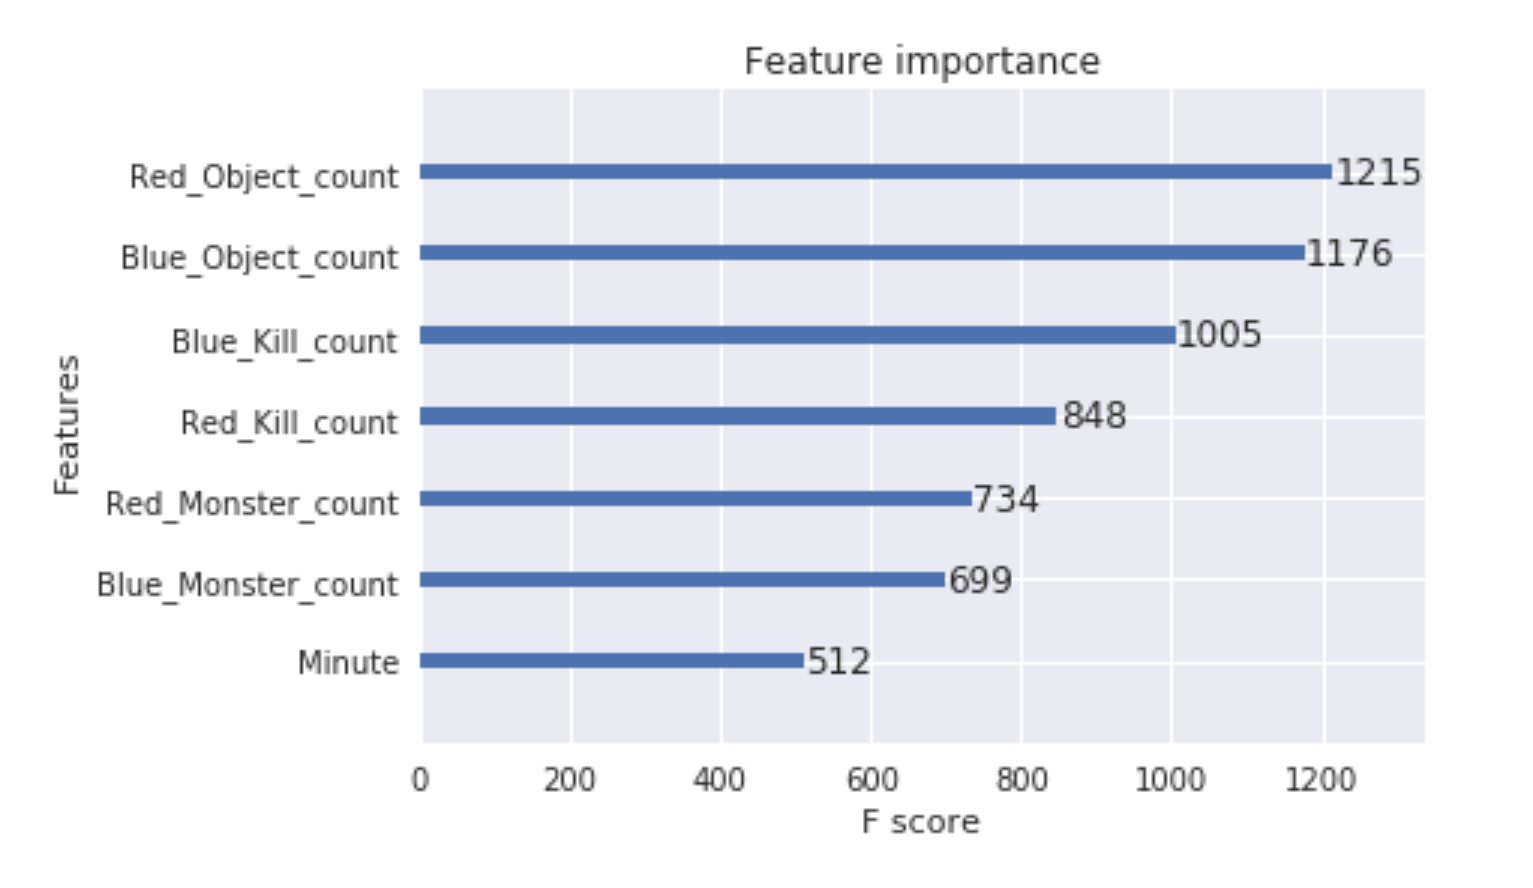 Feature importance
Red_Object_count 1215
Blue_Object_count 1176
Blue_Kill_count 1005
Red_Kill_count 848
Red_Monster_count 734
Blue_Monster_count 699
Minute 512
Features
0 200 400 600 800 1000 1200
F score